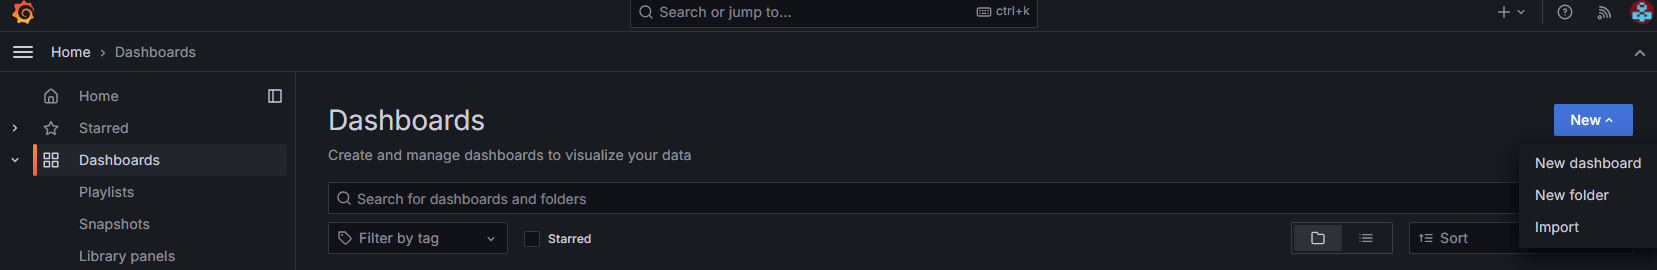 Search or jump to... ctrl+k
Home › Dashboards
Home
Starred
Dashboards
Playlists
Snapshots
Library panels
Dashboards
Create and manage dashboards to visualize your data
New
New dashboard
New folder
Import
Search for dashboards and folders
Filter by tag
Starred
Sort